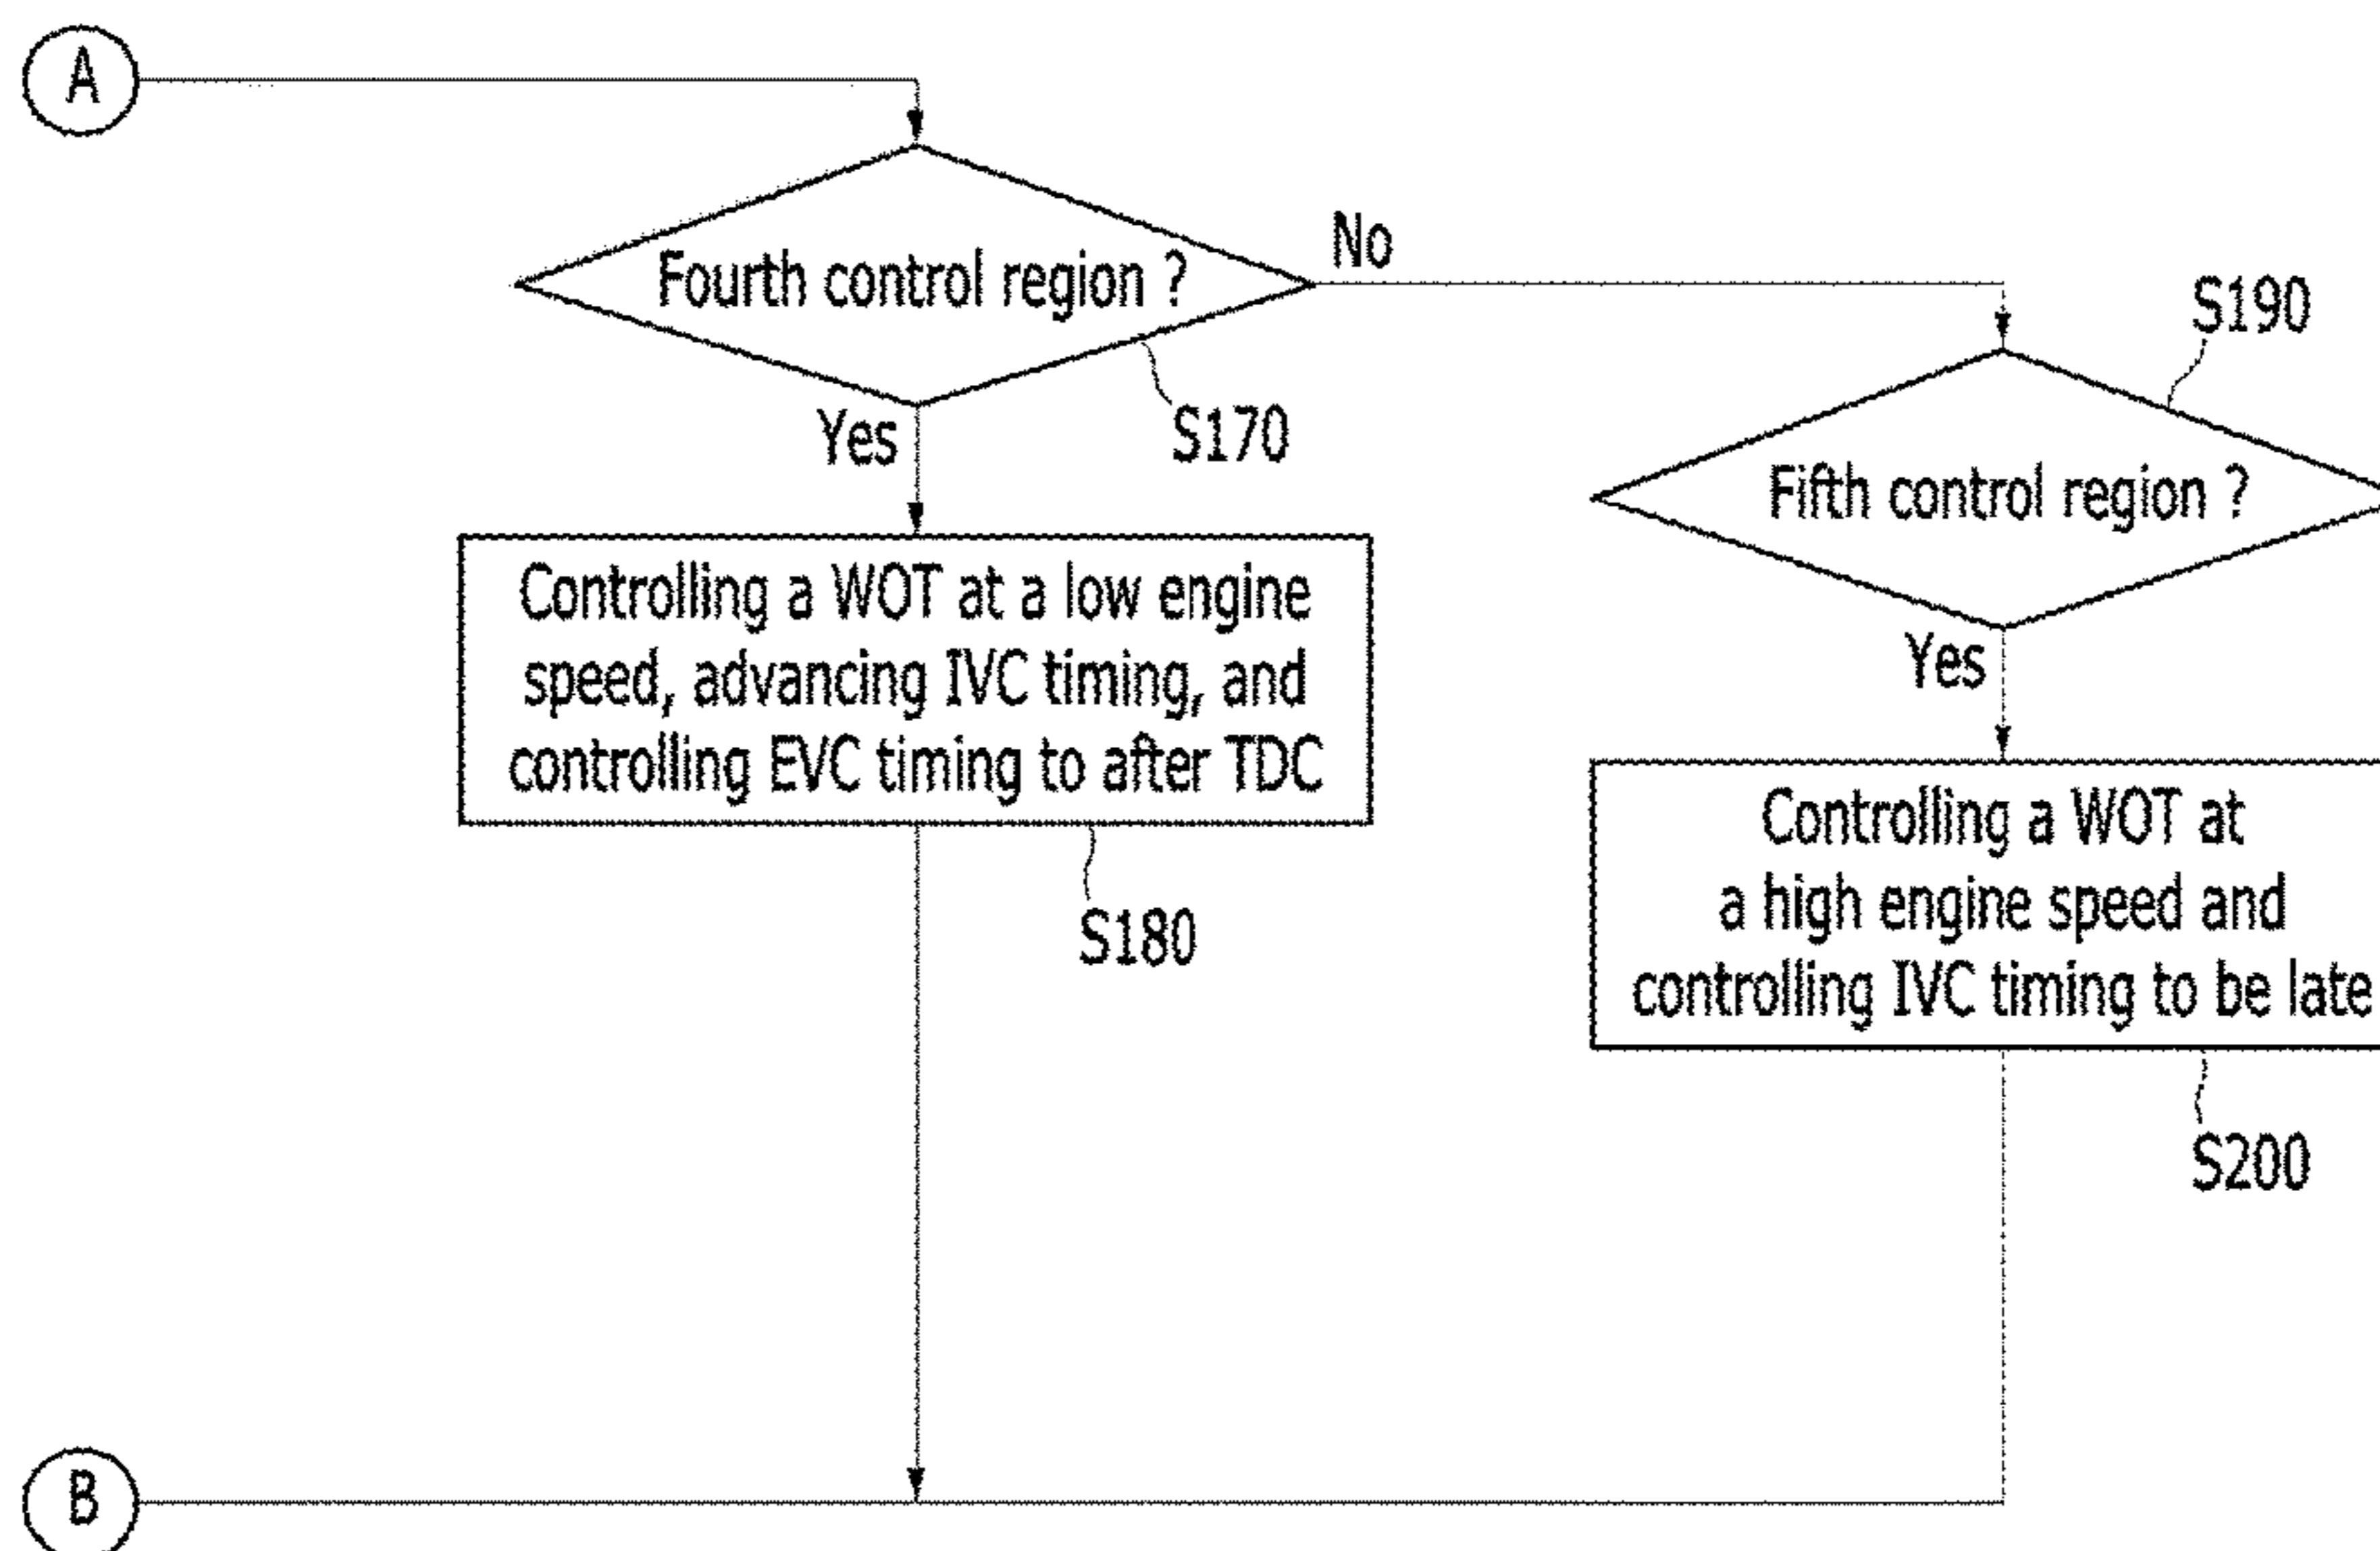 A
Fourth control region ?
No
S170
Yes
S190
Fifth control region ?
Yes
Controlling a WOT at a low engine
speed, advancing IVC timing, and
controlling EVC timing to after TDC
S180
Controlling a WOT at
a high engine speed and
controlling IVC timing to be late
S200
B